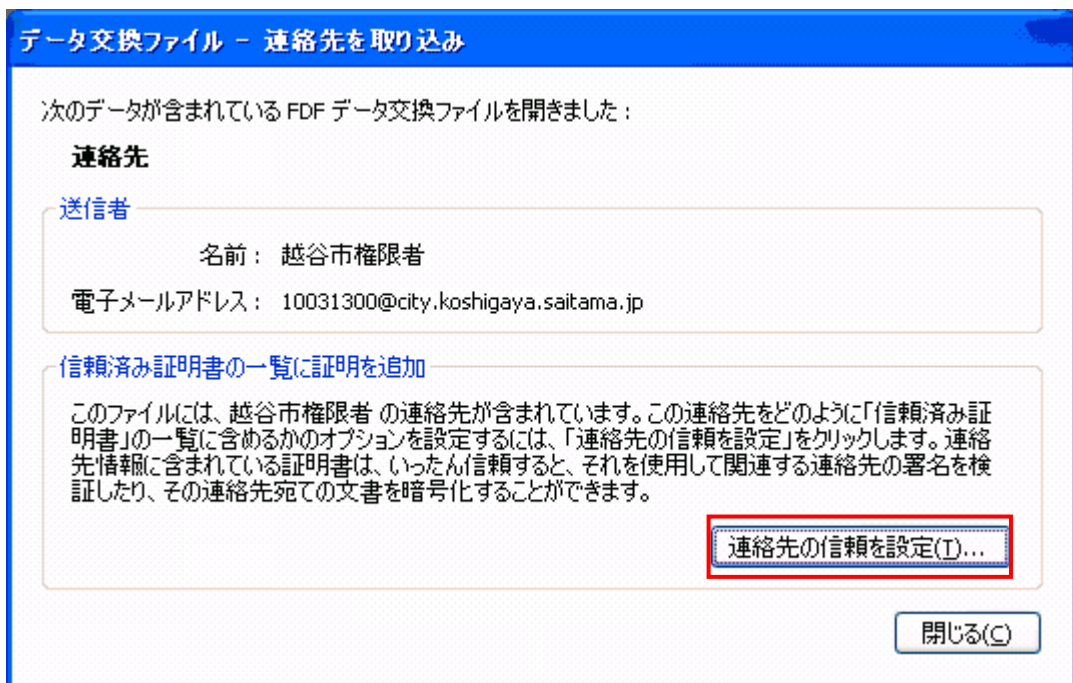 データ交換ファイル - 連絡先を取り込み
次のデータが含まれている FDF データ交換ファイルを開きました :
連絡先
送信者
名前 : 越谷市権限者
電子メールアドレス : 10031300@city.koshigaya.saitama.jp
信頼済み証明書の一覧に証明を追加
このファイルには、越谷市権限者 の連絡先が含まれています。この連絡先をどのように「信頼済み証
明書」の一覧に含めるかのオプションを設定するには、「連絡先の信頼を設定」をクリックします。連絡
先情報に含まれている証明書は、いったん信頼すると、それを使用して関連する連絡先の署名を検
証したり、その連絡先宛ての文書を暗号化することができます。
連絡先の信頼を設定(T)...
閉じる(C)